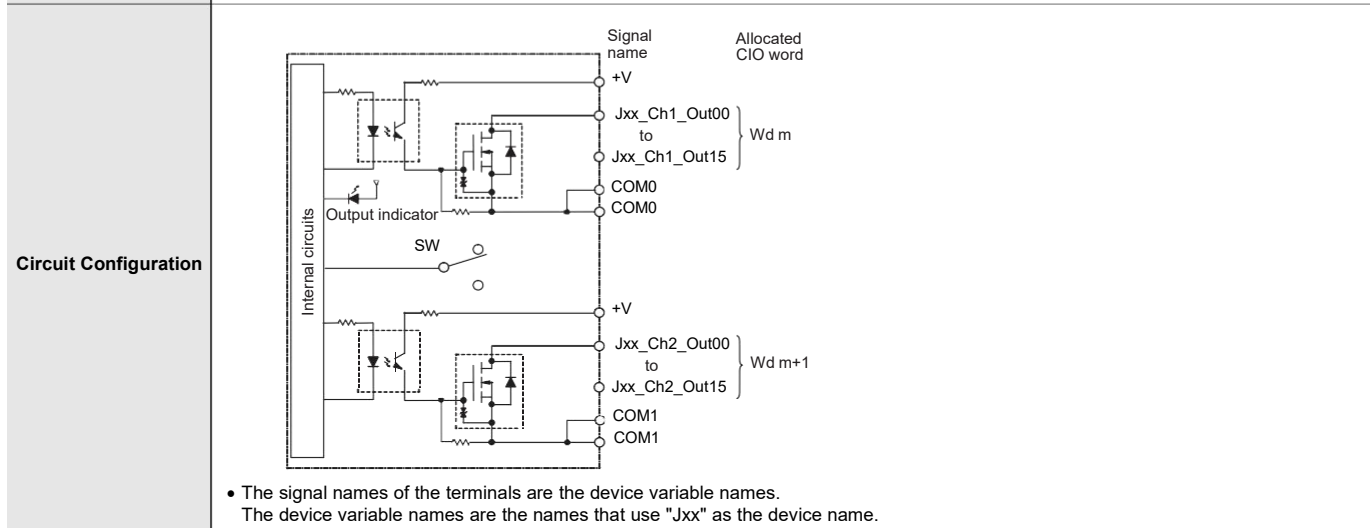 Circuit Configuration
Signal
name
Allocated
CIO word
+V
Jxx_Ch1_Out00
to
Jxx_Ch1_Out15
Wd m
COM0
COM0
Output indicator
Internal circuits
SW
+V
Jxx_Ch2_Out00
to
Jxx_Ch2_Out15
Wd m+1
COM1
COM1
• The signal names of the terminals are the device variable names.
The device variable names are the names that use "Jxx" as the device name.